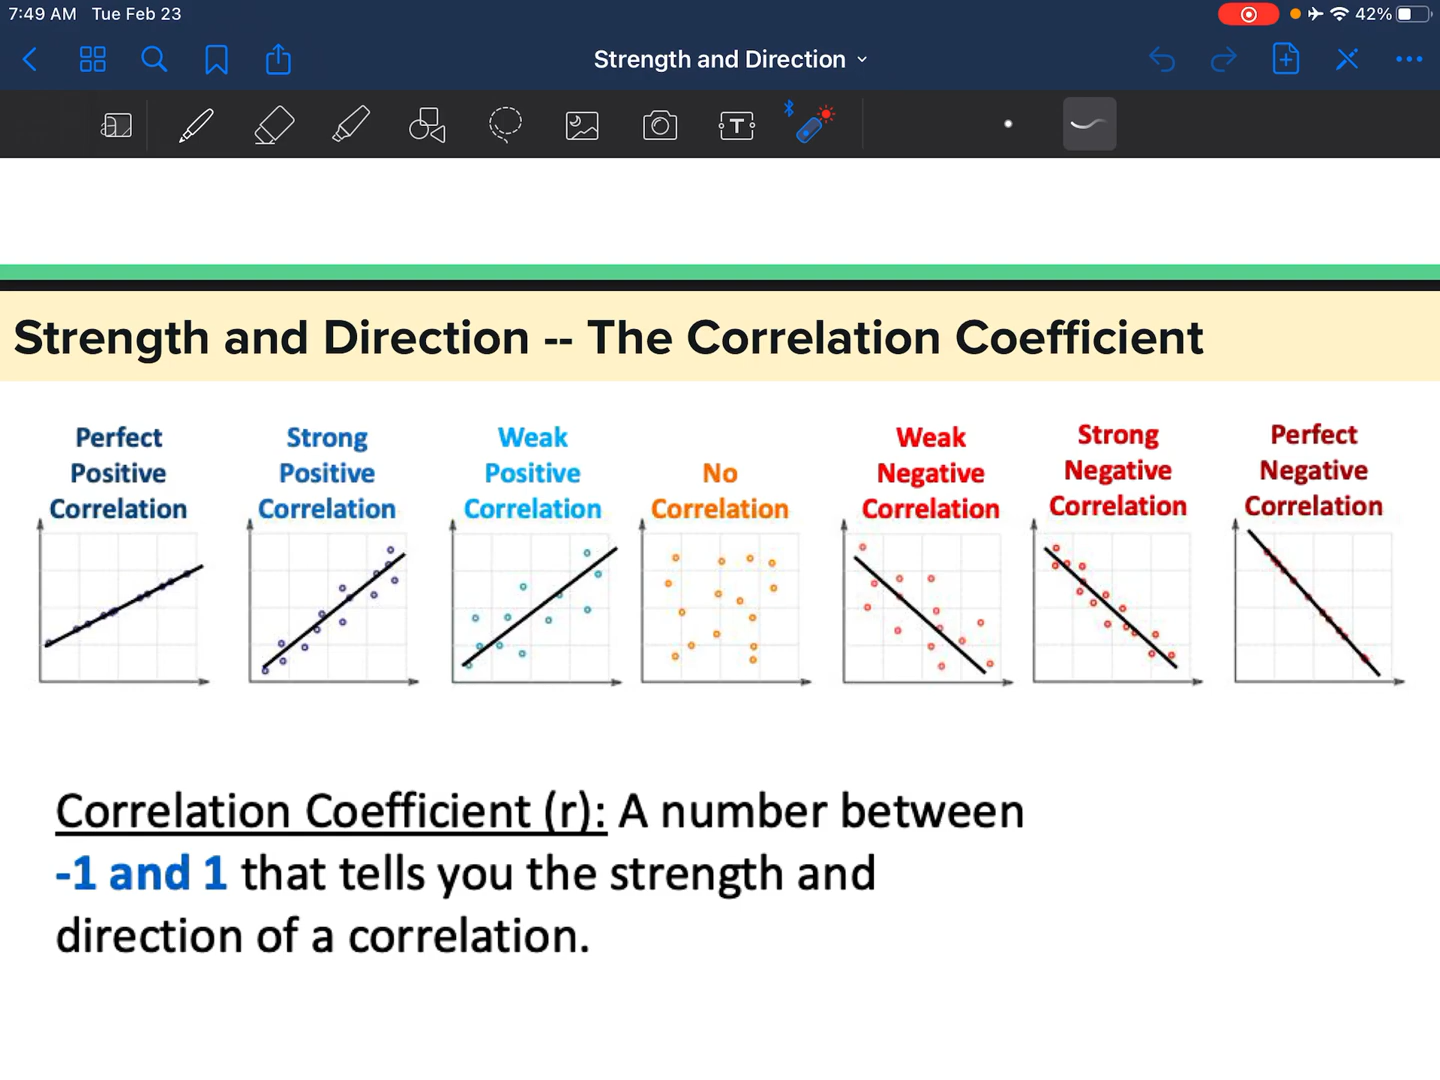 7:49 AM Tue Feb 23
42%
Strength and Direction
T
Strength and Direction -- The Correlation Coefficient
Perfect
Positive
Correlation
Strong
Positive
Correlation
Weak
Positive
Correlation
No
Correlation
Weak
Negative
Correlation
Strong
Negative
Correlation
Perfect
Negative
Correlation
Correlation Coefficient (r): A number between
-1 and 1 that tells you the strength and
direction of a correlation.